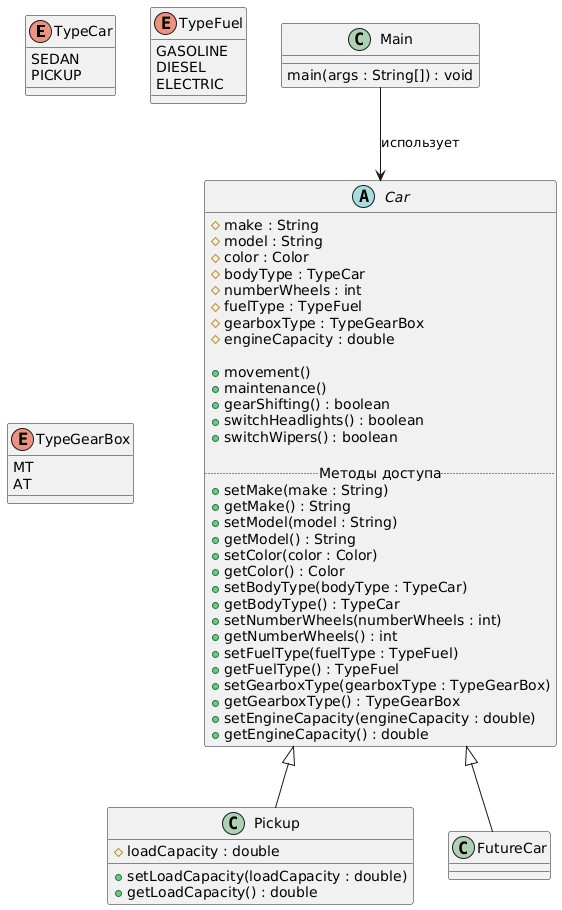 E TypeCar
SEDAN
PICKUP
E TypeFuel
GASOLINE
DIESEL
ELECTRIC
C Main
main(args : String[]) : void
использует
A Car
make : String
model : String
color : Color
bodyType : TypeCar
numberWheels : int
fuelType : TypeFuel
gearboxType : TypeGearBox
engineCapacity : double
movement()
maintenance()
gearShifting() : boolean
switchHeadlights() : boolean
switchWipers() : boolean
Методы доступа
setMake(make : String)
getMake() : String
setModel(model : String)
getModel() : String
setColor(color : Color)
getColor() : Color
setBodyType(bodyType : TypeCar)
getBodyType() : TypeCar
setNumberWheels(numberWheels : int)
getNumberWheels() : int
setFuelType(fuelType : TypeFuel)
getFuelType() : TypeFuel
setGearboxType(gearboxType : TypeGearBox)
getGearboxType() : TypeGearBox
setEngineCapacity(engineCapacity : double)
getEngineCapacity() : double
E TypeGearBox
MT
AT
C Pickup
loadCapacity : double
setLoadCapacity(loadCapacity : double)
getLoadCapacity() : double
C FutureCar